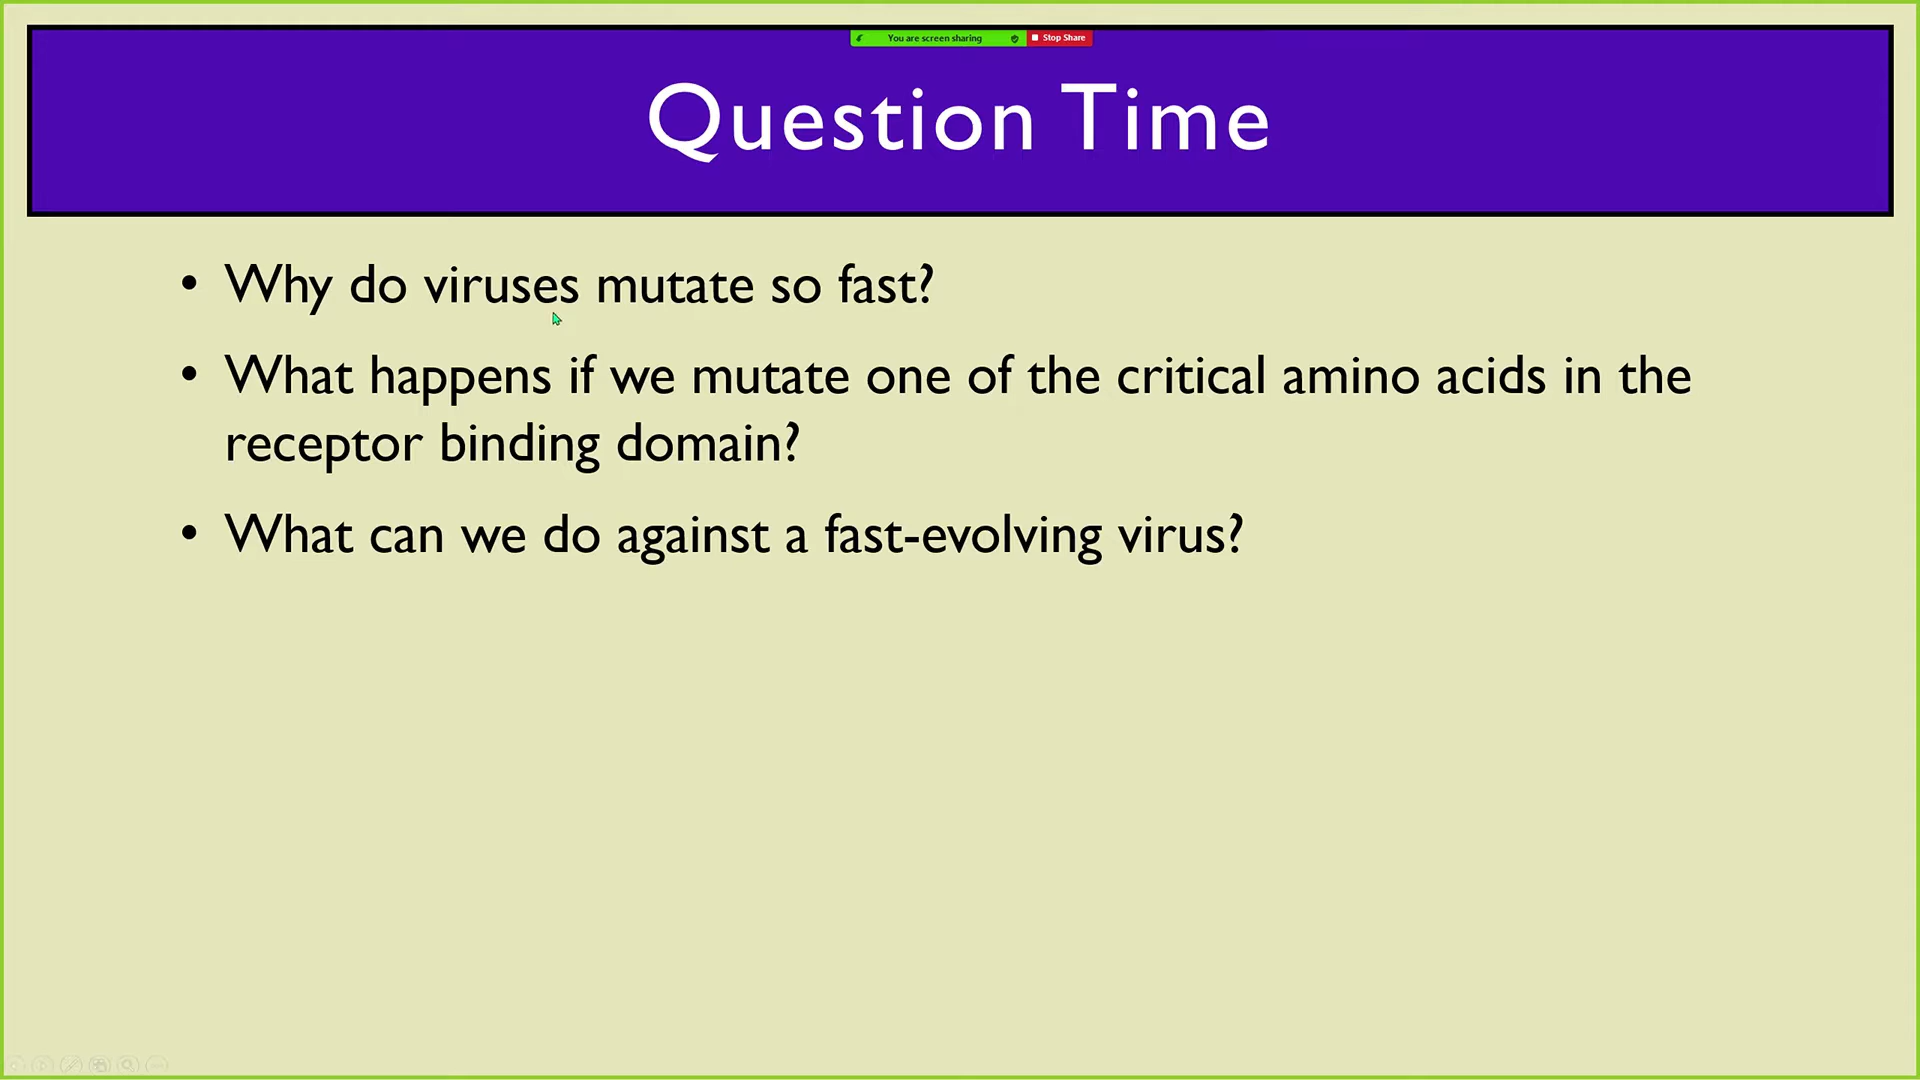 You are screen sharing
Stop Share
Question Time
• Why do viruses mutate so fast?
• What happens if we mutate one of the critical amino acids in the
receptor binding domain?
• What can we do against a fast-evolving virus?